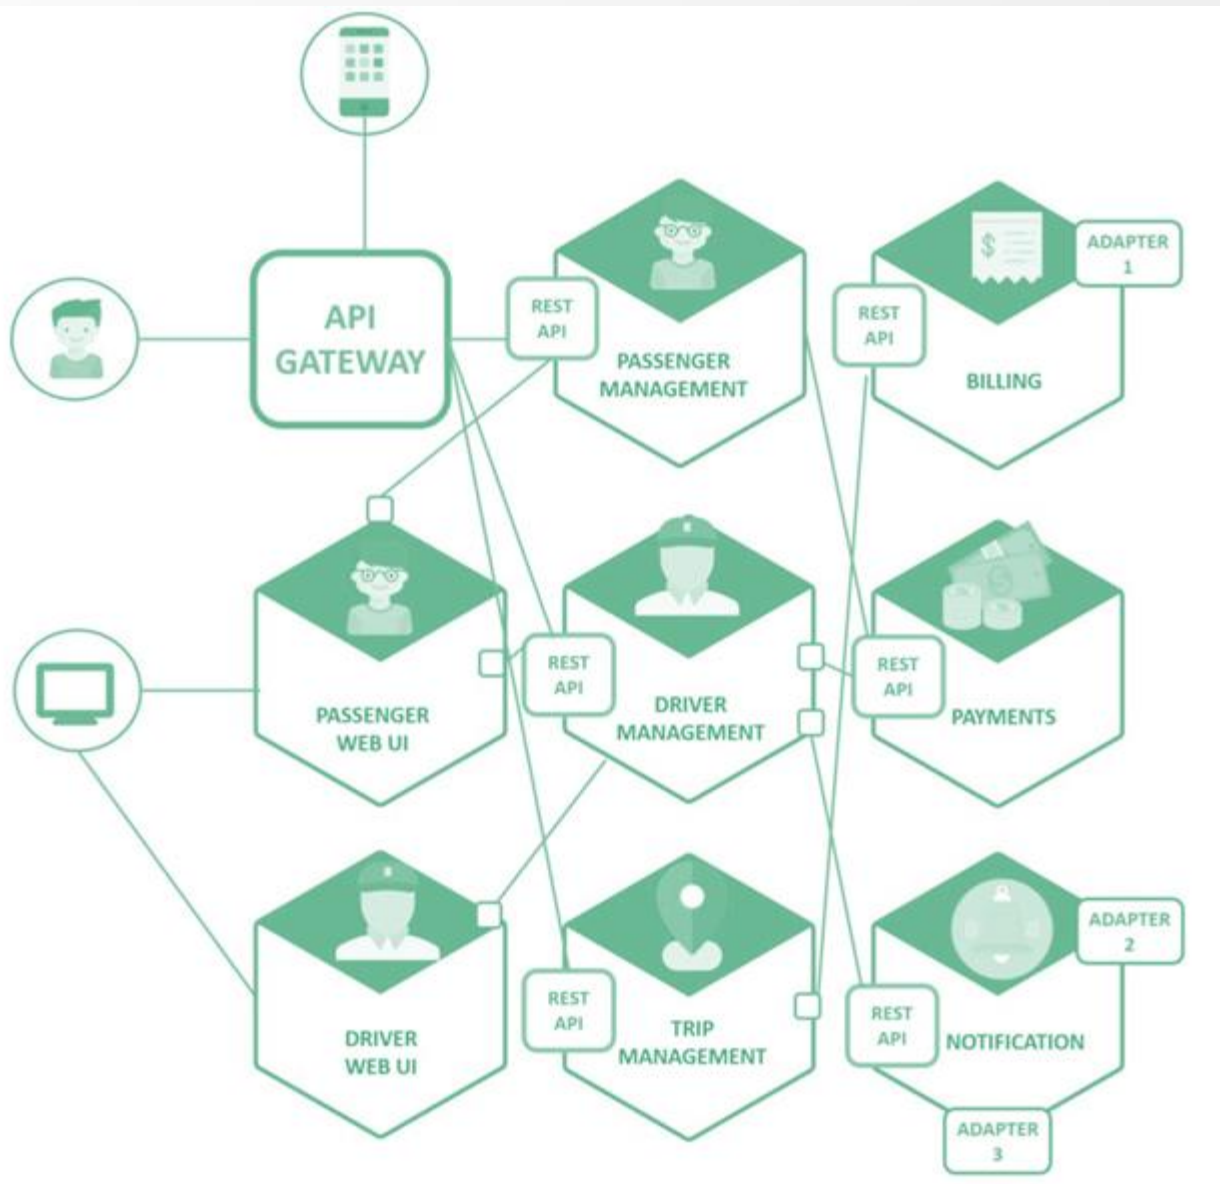 API
GATEWAY
REST
API
PASSENGER
MANAGEMENT
REST
API
BILLING
ADAPTER
1
PASSENGER
WEB UI
REST
API
DRIVER
MANAGEMENT
REST
API
PAYMENTS
DRIVER
WEB UI
REST
API
TRIP
MANAGEMENT
REST
API
NOTIFICATION
ADAPTER
2
ADAPTER
3